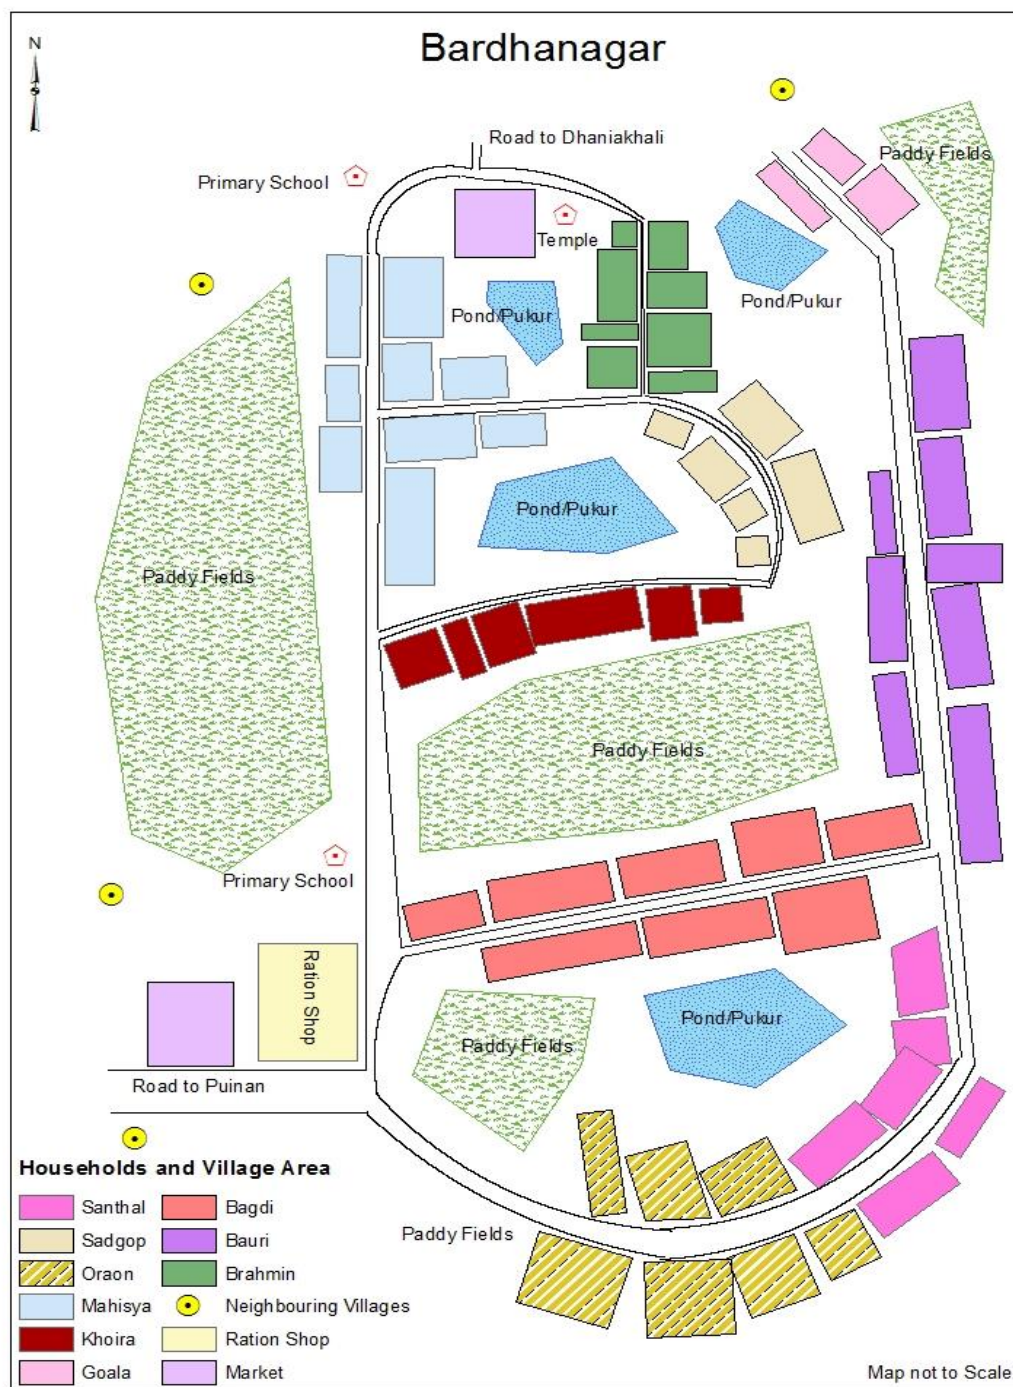 Bardhanagar
N
Road to Dhaniakhali
Paddy Fields
Primary School
Temple
Pond/Pukur
Pond/Pukur
Pond/Pukur
Paddy Fields
Paddy Fields
Primary School
Ration Shop
Pond/Pukur
Paddy Fields
Road to Puinan
Paddy Fields
Households and Village Area
Santhal
Bagdi
Sadgop
Bauri
Oraon
Brahmin
Mahisya
Neighbouring Villages
Khoira
Ration Shop
Goala
Market
Map not to Scale